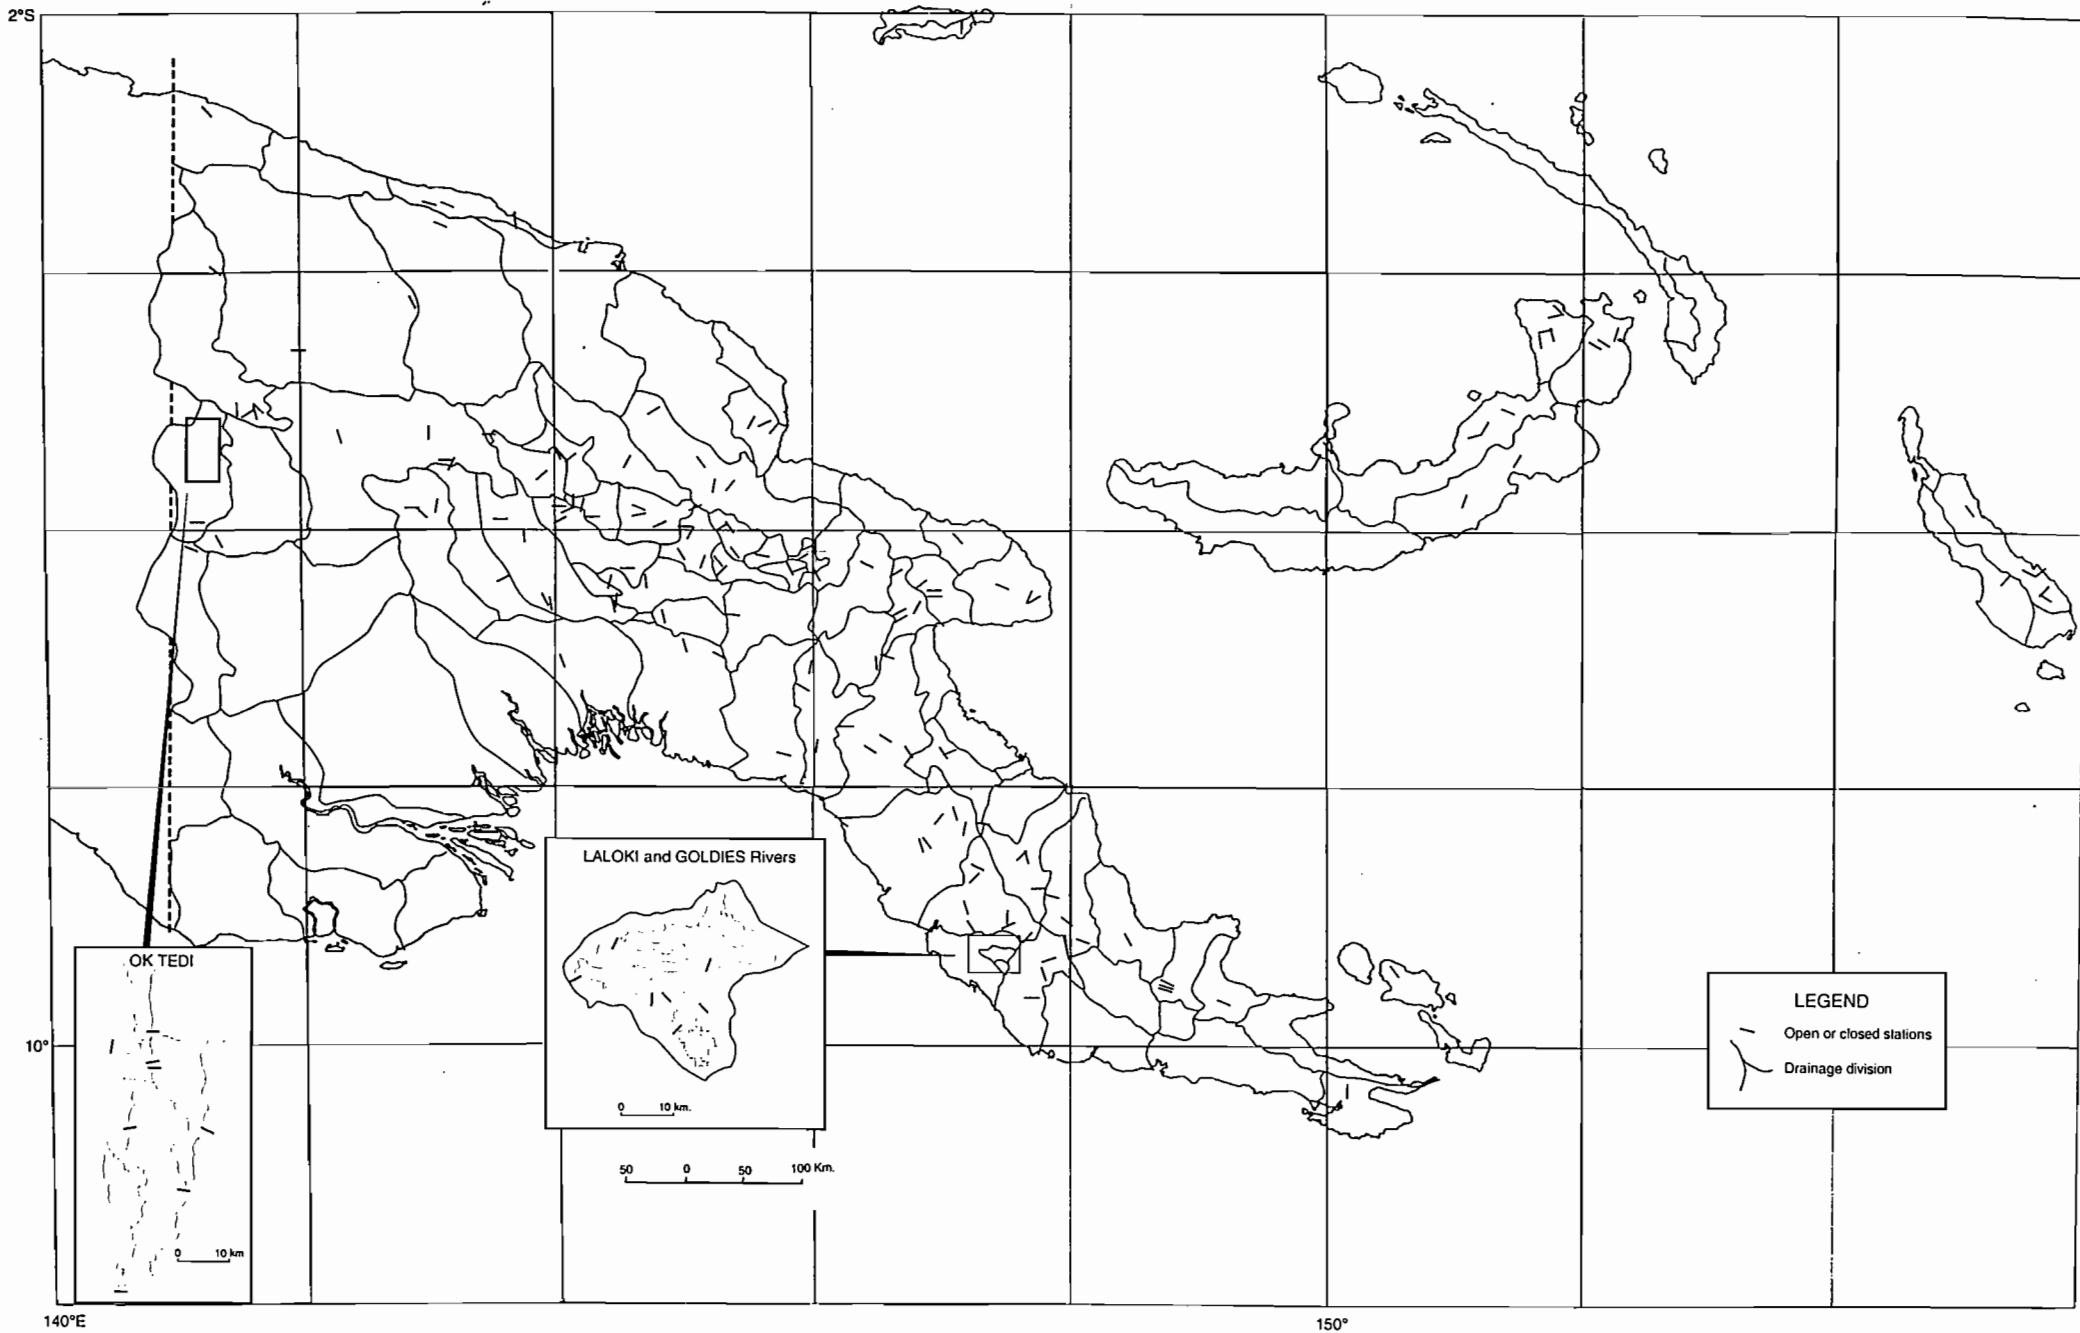 2°S
LALOKI and GOLDIES Rivers
0 10 km.
OK TEDI
0 10 km
LEGEND
Open or closed stations
Drainage division
10°
50 0 50 100 Km.
140°E
150°